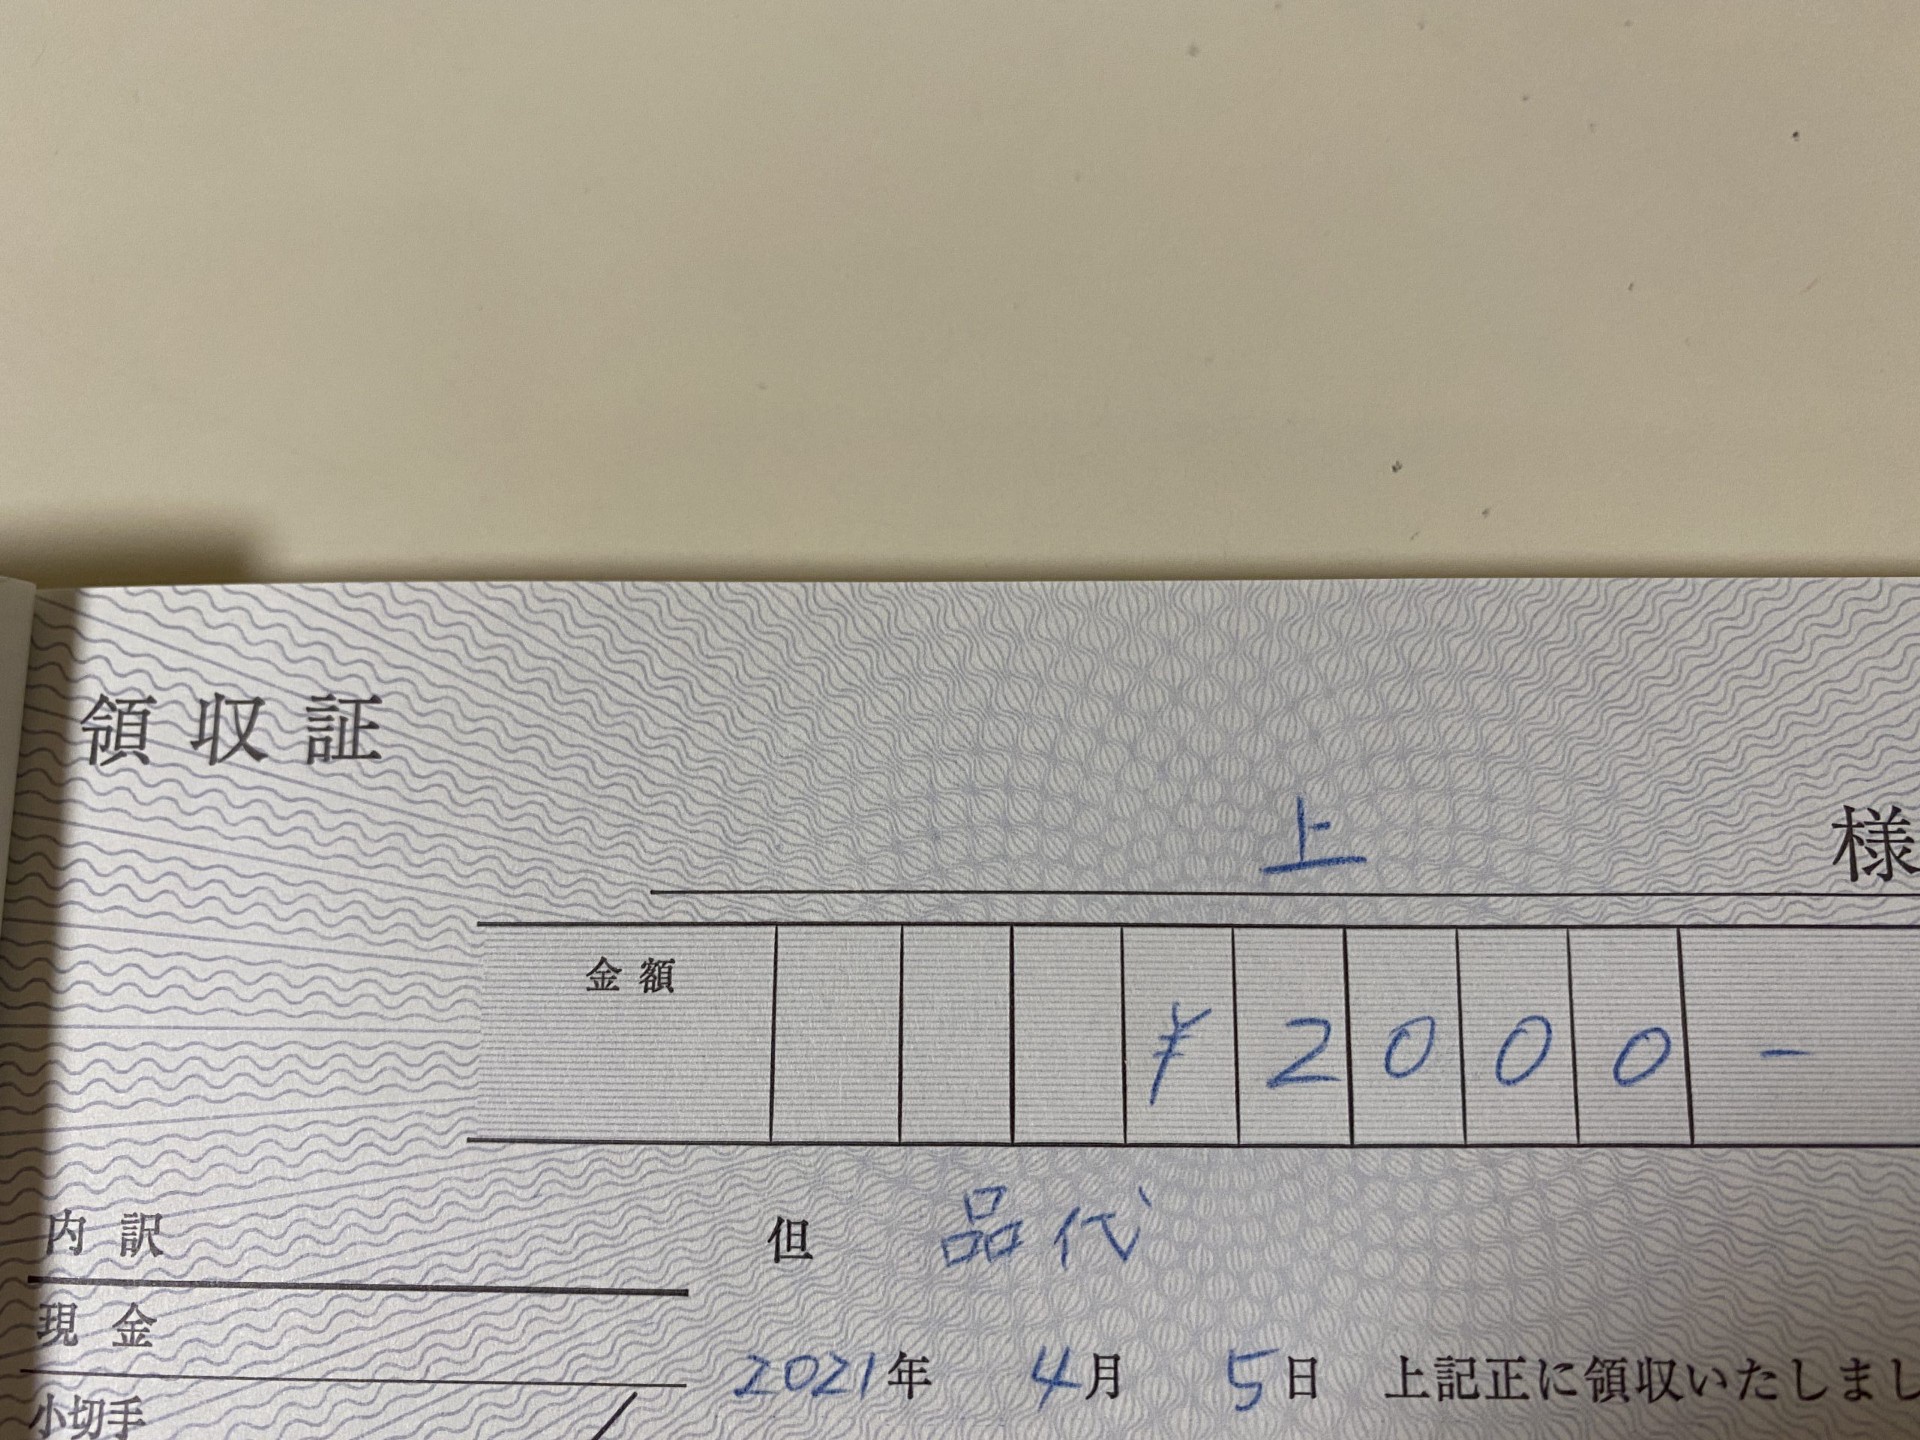 領収証
上 様
金額 ¥2000-
内訳
但 品代
現金
2021年 4月 5日 上記正に領収いたしまし
小切手